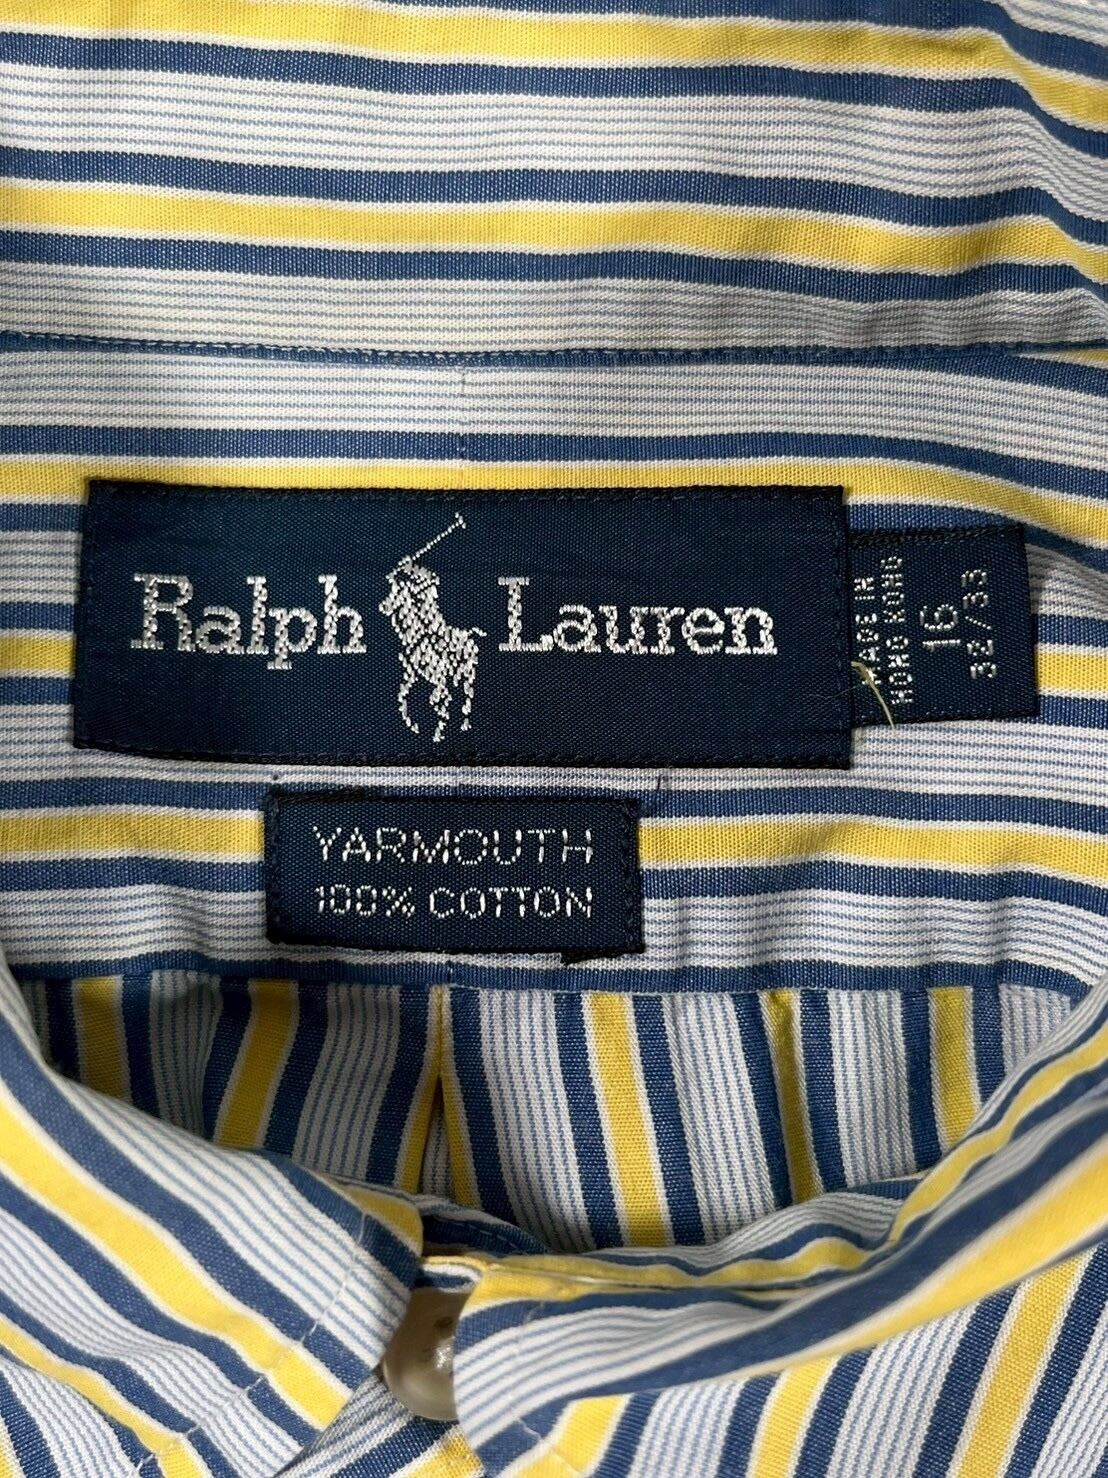 Ralph Lauren
MADE IN
HONG KONG
16
32/33
YARMOUTH
100% COTTON